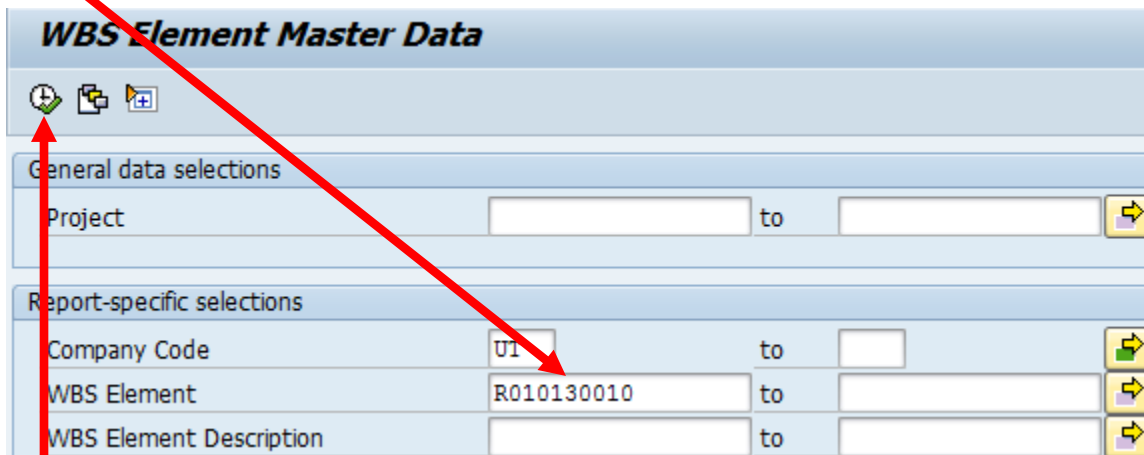 WBS Element Master Data
General data selections
Project to
Report-specific selections
Company Code UT to
WBS Element R010130010 to
WBS Element Description to